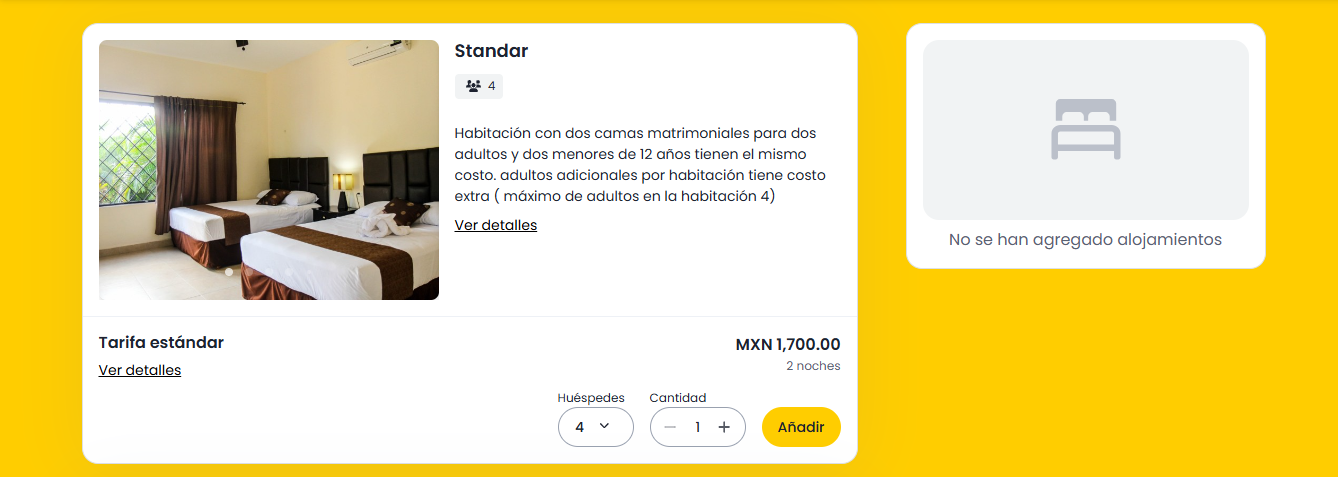 Standar
4
Habitación con dos camas matrimoniales para dos
adultos y dos menores de 12 años tienen el mismo
costo. adultos adicionales por habitación tiene costo
extra ( máximo de adultos en la habitación 4)
Ver detalles
Tarifa estándar
Ver detalles
MXN 1,700.00
2 noches
Huéspedes
4
Cantidad
1
Añadir
No se han agregado alojamientos